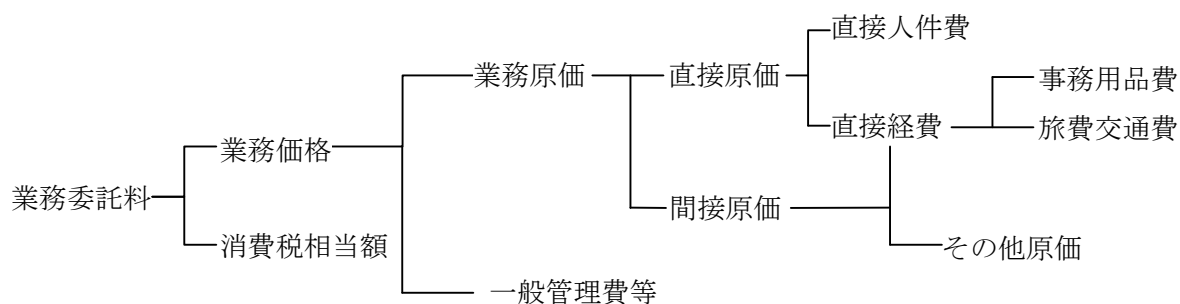 直接人件費
業務原価
直接原価
事務用品費
直接経費
旅費交通費
業務価格
業務委託料
間接原価
消費税相当額
その他原価
一般管理費等